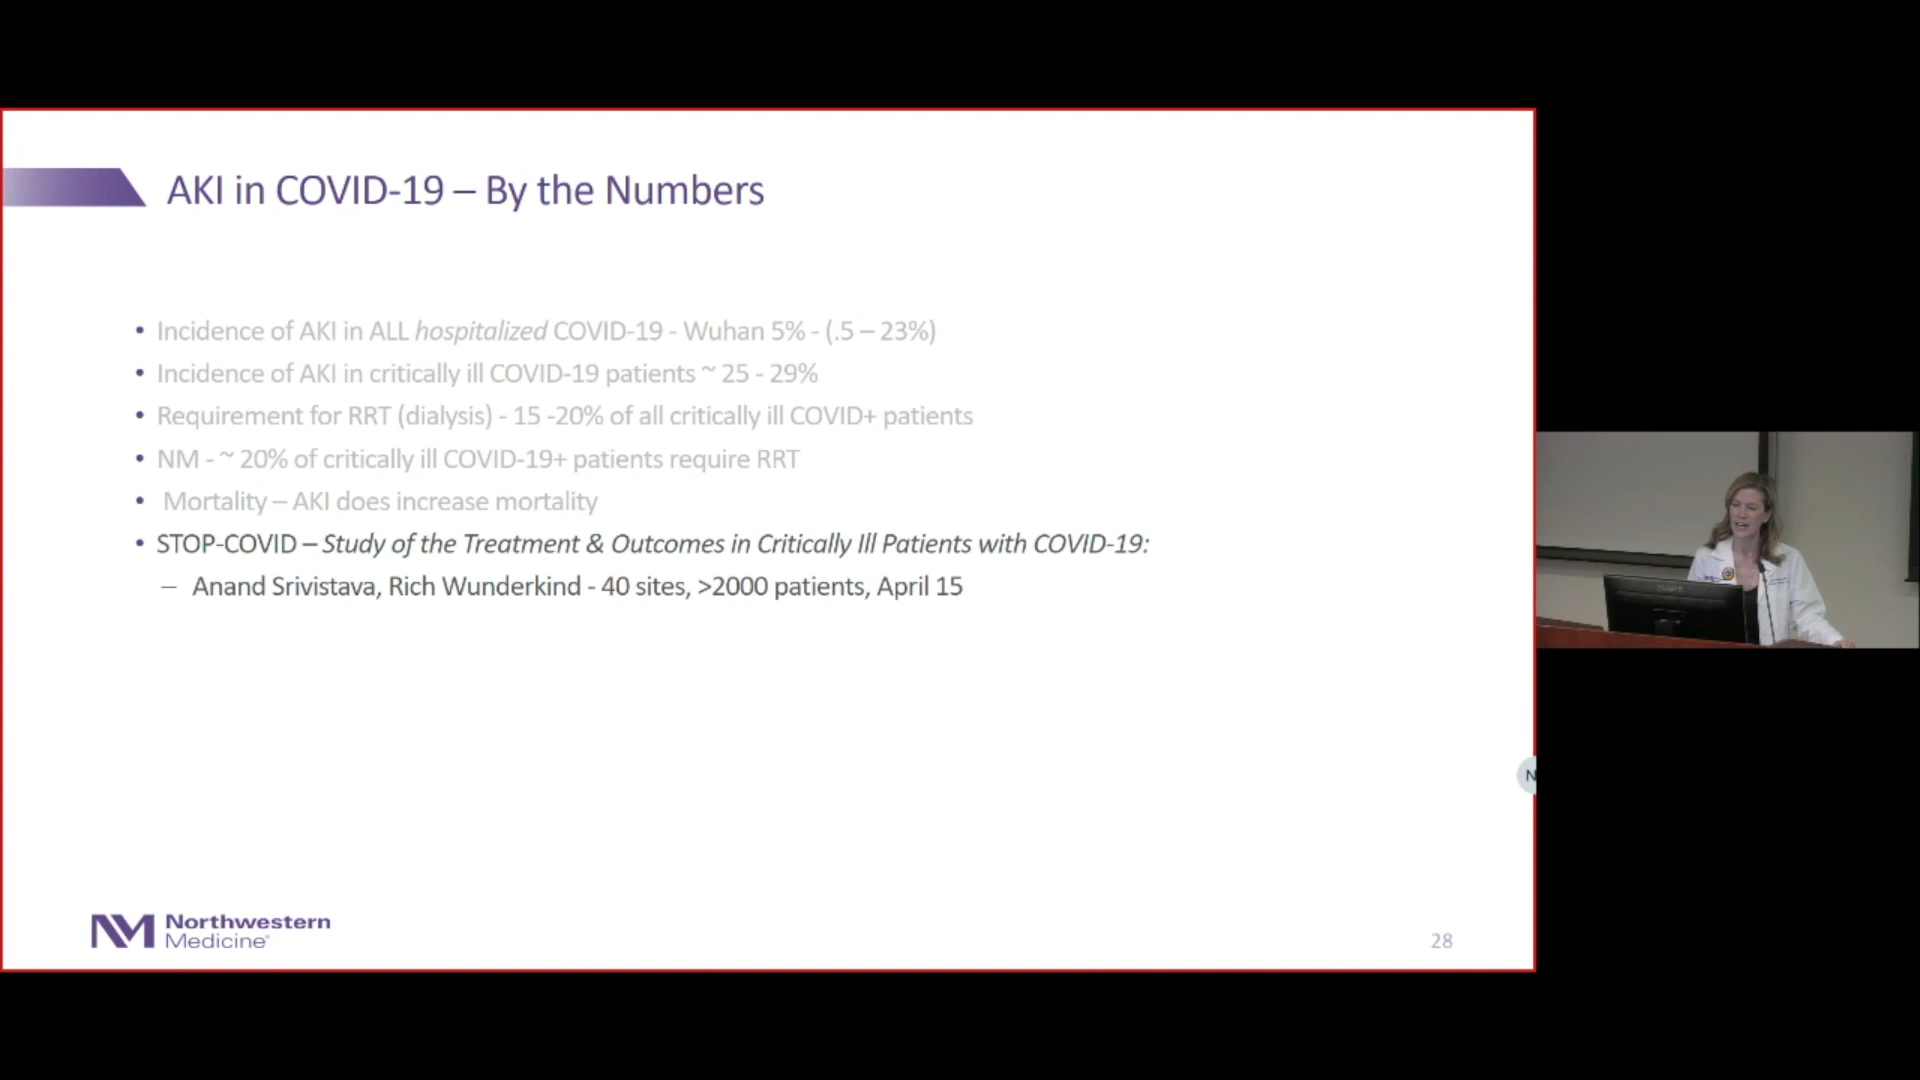 AKI in COVID-19 – By the Numbers
• Incidence of AKI in ALL hospitalized COVID-19 - Wuhan 5% - (.5 – 23%)
• Incidence of AKI in critically ill COVID-19 patients ~ 25 - 29%
• Requirement for RRT (dialysis) - 15 -20% of all critically ill COVID+ patients
• NM - ~ 20% of critically ill COVID-19+ patients require RRT
• Mortality – AKI does increase mortality
• STOP-COVID – Study of the Treatment & Outcomes in Critically Ill Patients with COVID-19:
– Anand Srivistava, Rich Wunderkind - 40 sites, >2000 patients, April 15
N
NM Northwestern
Medicine
28